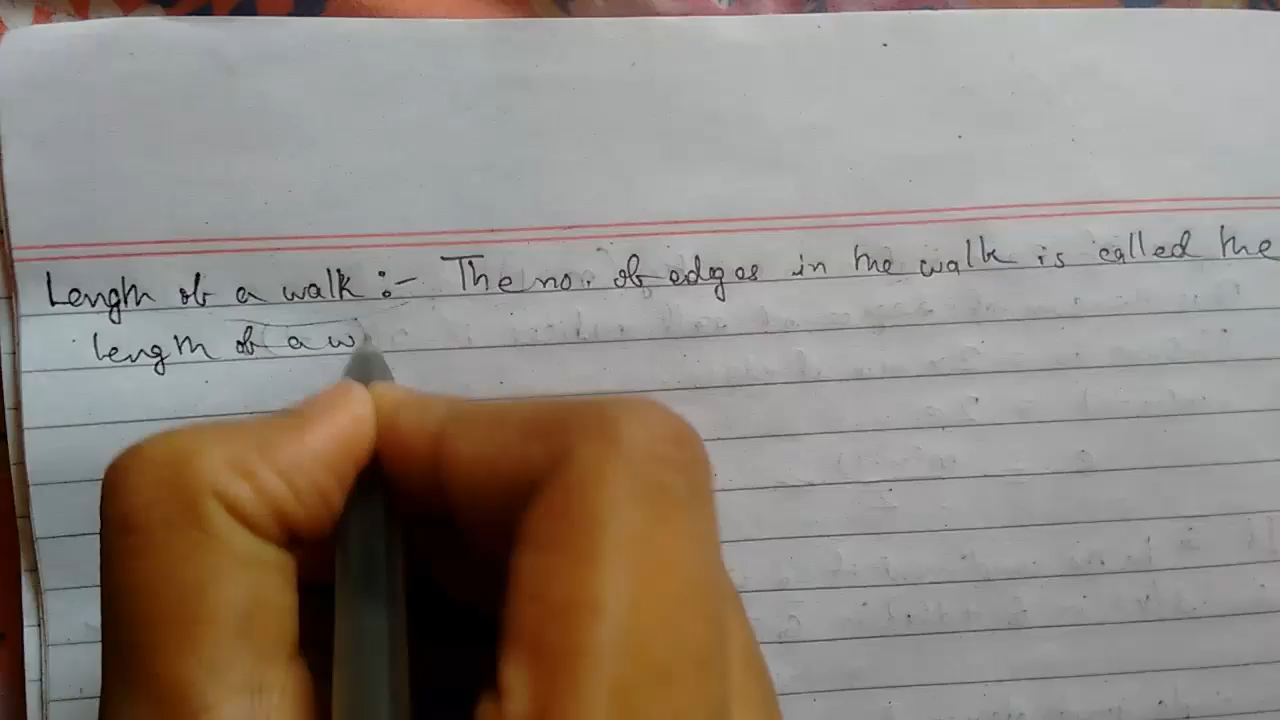 Length of a walk :- The no. of edges in the walk is called the
length of a w